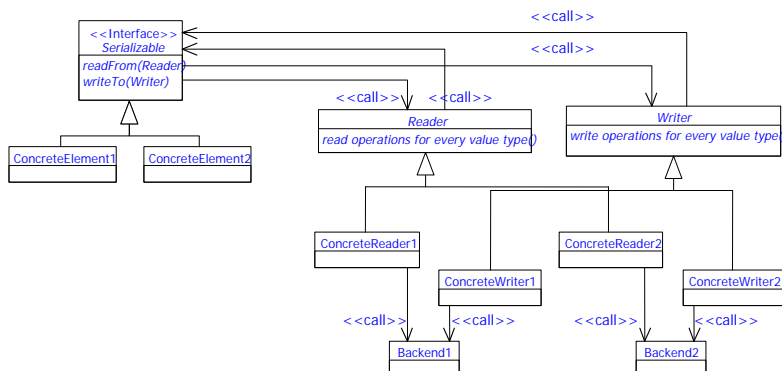 <<call>>
<<Interface>>
Serializable
<<call>>
readFrom(Reader)
writeTo(Writer)
<<call>>
<<call>>
Reader
Writer
read operations for every value type()
write operations for every value type()
ConcreteElement1
ConcreteElement2
ConcreteReader1
ConcreteReader2
ConcreteWriter1
ConcreteWriter2
<<call>>
<<call>>
<<call>>
<<call>>
Backend1
Backend2